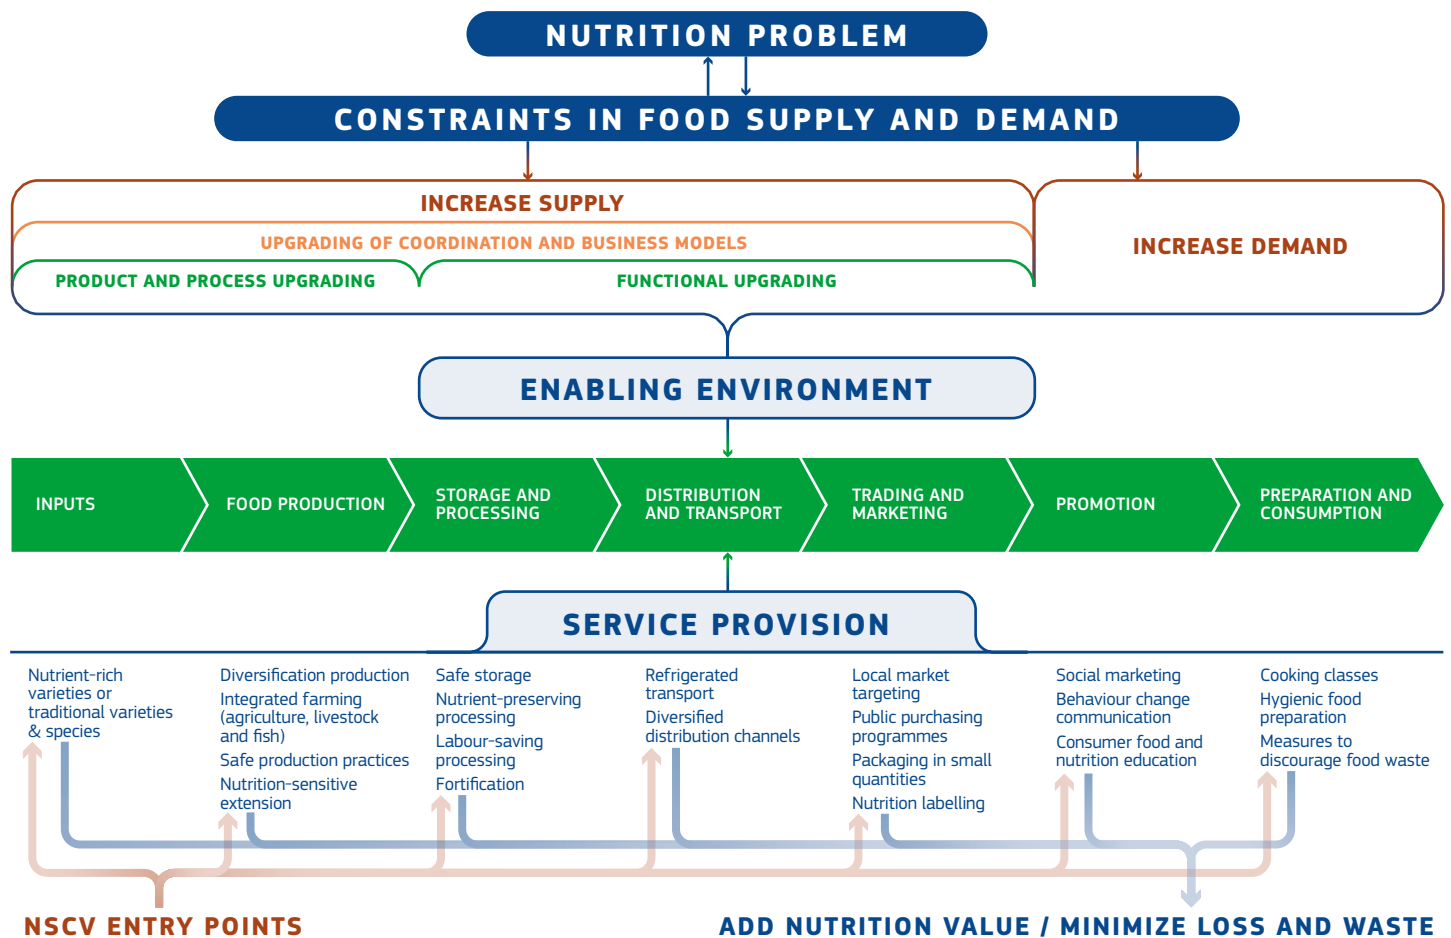 NUTRITION PROBLEM
CONSTRAINTS IN FOOD SUPPLY AND DEMAND
INCREASE SUPPLY
UPGRADING OF COORDINATION AND BUSINESS MODELS
PRODUCT AND PROCESS UPGRADING
FUNCTIONAL UPGRADING
INCREASE DEMAND
ENABLING ENVIRONMENT
INPUTS
FOOD PRODUCTION
STORAGE AND
PROCESSING
DISTRIBUTION
AND TRANSPORT
TRADING AND
MARKETING
PROMOTION
PREPARATION AND
CONSUMPTION
SERVICE PROVISION
Nutrient-rich
varieties or
traditional varieties
& species
Diversification production
Integrated farming
(agriculture, livestock
and fish)
Safe production practices
Nutrition-sensitive
extension
Safe storage
Nutrient-preserving
processing
Labour-saving
processing
Fortification
Refrigerated
transport
Diversified
distribution channels
Local market
targeting
Public purchasing
programmes
Packaging in small
quantities
Nutrition labelling
Social marketing
Behaviour change
communication
Consumer food and
nutrition education
Cooking classes
Hygienic food
preparation
Measures to
discourage food waste
NSCV ENTRY POINTS
ADD NUTRITION VALUE / MINIMIZE LOSS AND WASTE